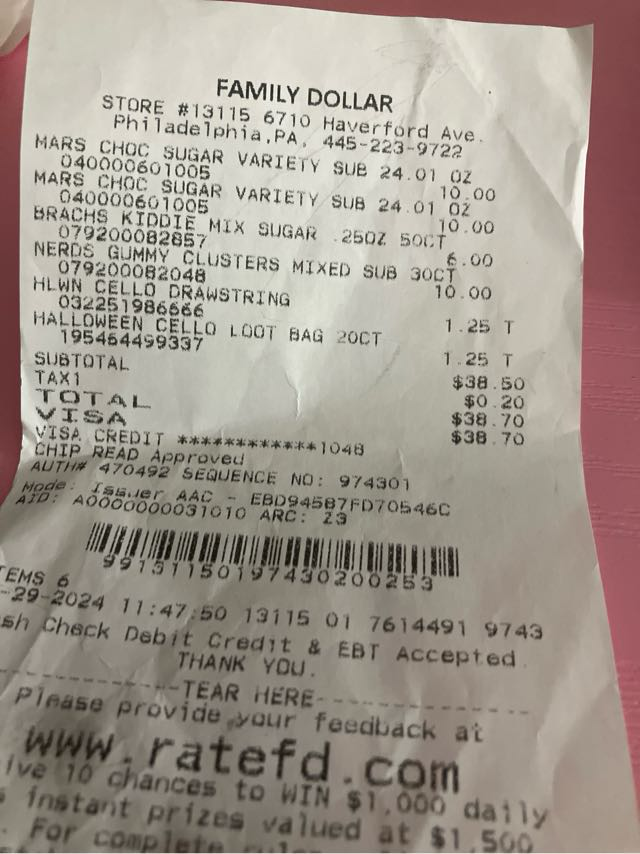 FAMILY DOLLAR
STORE #13115 6710 Haverford Ave.
Philadelphia,PA, 445-223-9722
MARS CHOC SUGAR VARIETY SUB 24.01 OZ
040000601005 10.00
MARS CHOC SUGAR VARIETY SUB 24.01 OZ
040000601005 10.00
BRACHS KIDDIE MIX SUGAR .25OZ 50CT
079200082857 6.00
NERDS GUMMY CLUSTERS MIXED SUB 30CT
079200082048 10.00
HLWN CELLO DRAWSTRING
032251986666 1.25 T
HALLOWEEN CELLO LOOT BAG 20CT
195464499337 1.25 T
SUBTOTAL $38.50
TAX1 $0.20
TOTAL $38.70
VISA $38.70
VISA CREDIT ************1048
CHIP READ Approved
AUTH# 470492 SEQUENCE NO: 974301
Mode: Issuer AAC - EBD94587FD70546C
AID: A0000000031010 ARC: Z3
99131150197430200253
TEMS 6
-29-2024 11:47:50 13115 01 7614491 9743
sh Check Debit Credit & EBT Accepted.
THANK YOU.
TEAR HERE
Please provide your feedback at
www.ratefd.com
ive 10 chances to WIN $1,000 daily
s instant prizes valued at $1,500
. For complete